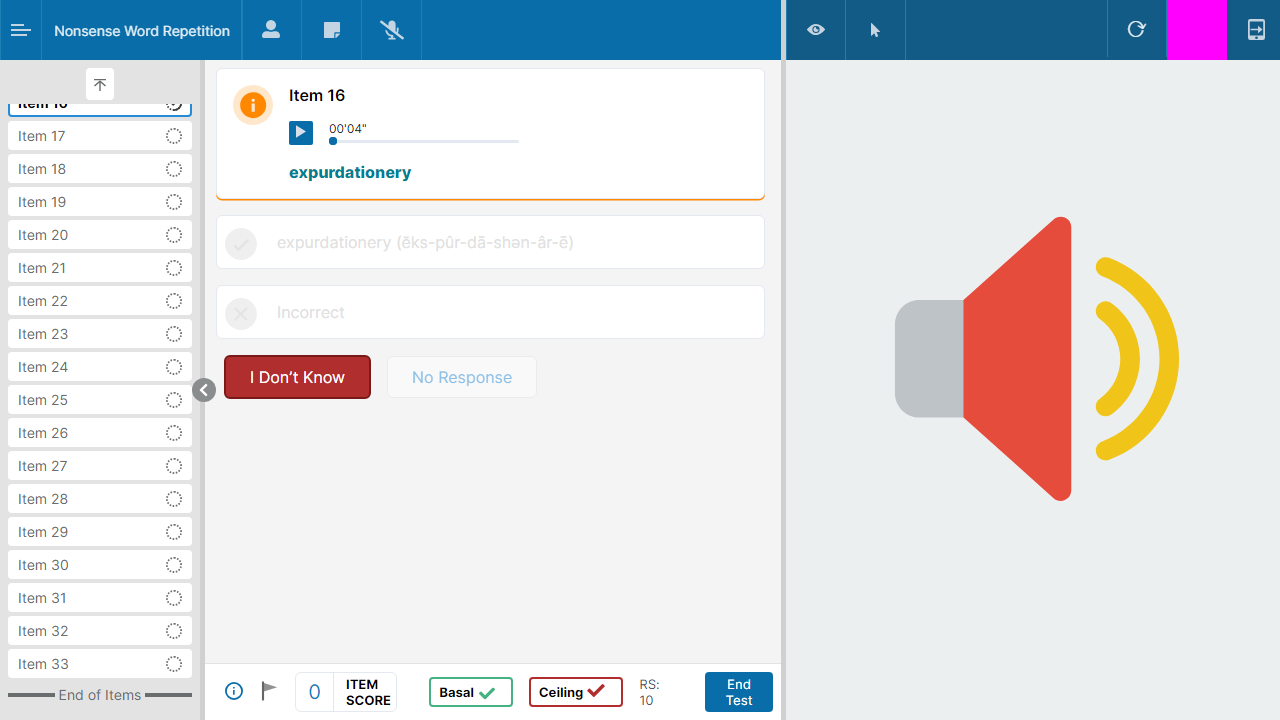 Nonsense Word Repetition
Item 16
Item 17
Item 18
Item 19
Item 20
Item 21
Item 22
Item 23
Item 24
Item 25
Item 26
Item 27
Item 28
Item 29
Item 30
Item 31
Item 32
Item 33
End of Items
Item 16
00'04"
expurdationery
expurdationery (ĕks-pûr-dā-shən-ār-ē)
Incorrect
I Don’t Know
No Response
0
ITEM
SCORE
Basal
Ceiling
RS:
10
End
Test